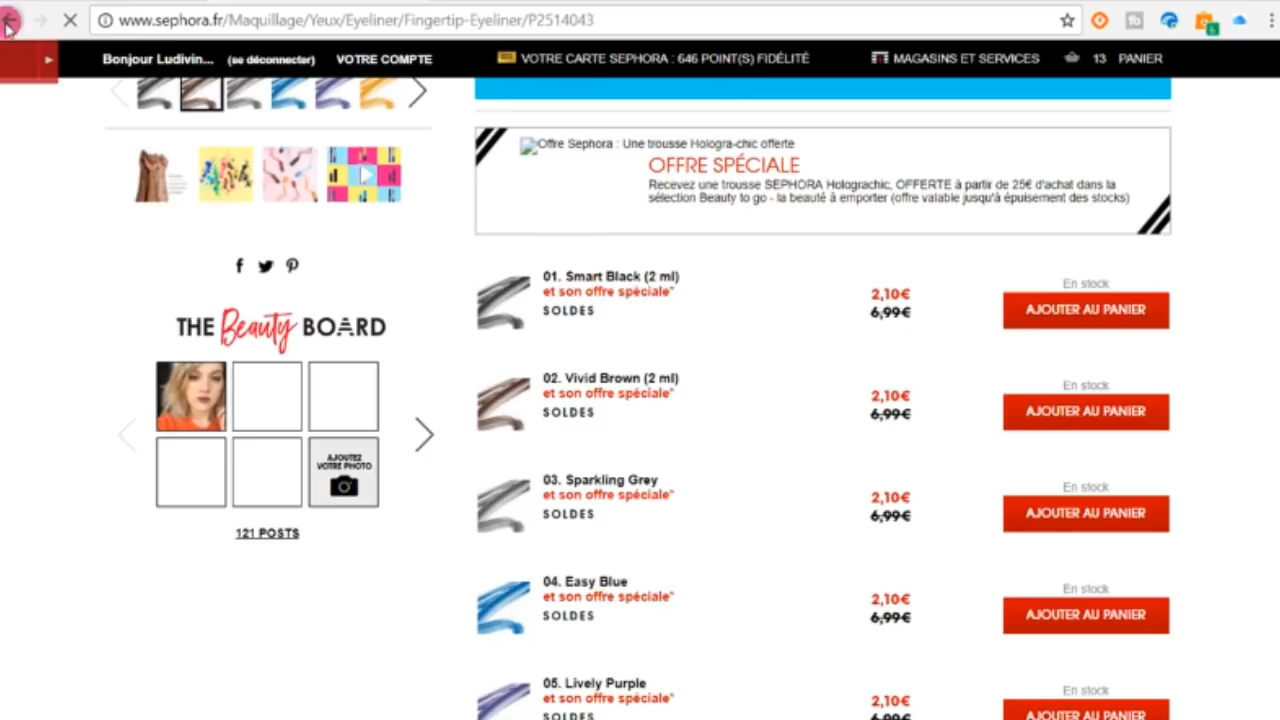 www.sephora.fr/Maquillage/Yeux/Eyeliner/Fingertip-Eyeliner/P2514043
Bonjour Ludivin... (se déconnecter) VOTRE COMPTE VOTRE CARTE SEPHORA : 646 POINT(S) FIDÉLITÉ MAGASINS ET SERVICES 13 PANIER
Offre Sephora : Une trousse Hologra-chic offerte
OFFRE SPÉCIALE
Recevez une trousse SEPHORA Holograchic, OFFERTE à partir de 25€ d'achat dans la
sélection Beauty to go - la beauté à emporter (offre valable jusqu'à épuisement des stocks)
THE Beauty BOARD
AJOUTEZ
VOTRE PHOTO
121 POSTS
01. Smart Black (2 ml)
et son offre spéciale*
SOLDES
2,10€
6,99€
En stock
AJOUTER AU PANIER
02. Vivid Brown (2 ml)
et son offre spéciale*
SOLDES
2,10€
6,99€
En stock
AJOUTER AU PANIER
03. Sparkling Grey
et son offre spéciale*
SOLDES
2,10€
6,99€
En stock
AJOUTER AU PANIER
04. Easy Blue
et son offre spéciale*
SOLDES
2,10€
6,99€
En stock
AJOUTER AU PANIER
05. Lively Purple
et son offre spéciale*
SOLDES
2,10€
6,99€
En stock
AJOUTER AU PANIER